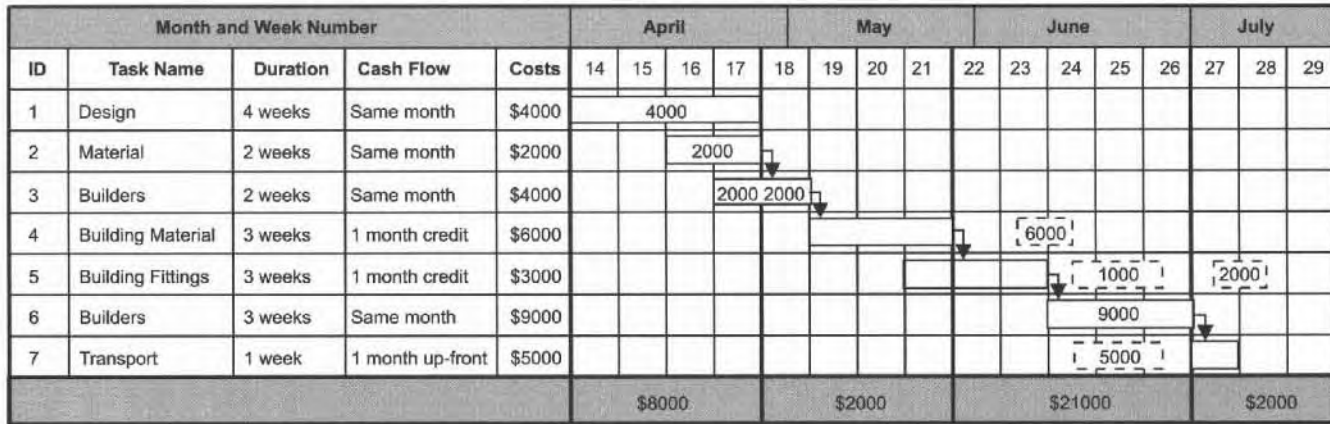 Month and Week Number April May June July
ID Task Name Duration Cash Flow Costs 14 15 16 17 18 19 20 21 22 23 24 25 26 27 28 29
1 Design 4 weeks Same month $4000 4000
2 Material 2 weeks Same month $2000 2000
3 Builders 2 weeks Same month $4000 2000 2000
4 Building Material 3 weeks 1 month credit $6000 6000
5 Building Fittings 3 weeks 1 month credit $3000 1000 2000
6 Builders 3 weeks Same month $9000 9000
7 Transport 1 week 1 month up-front $5000 5000
$8000 $2000 $21000 $2000